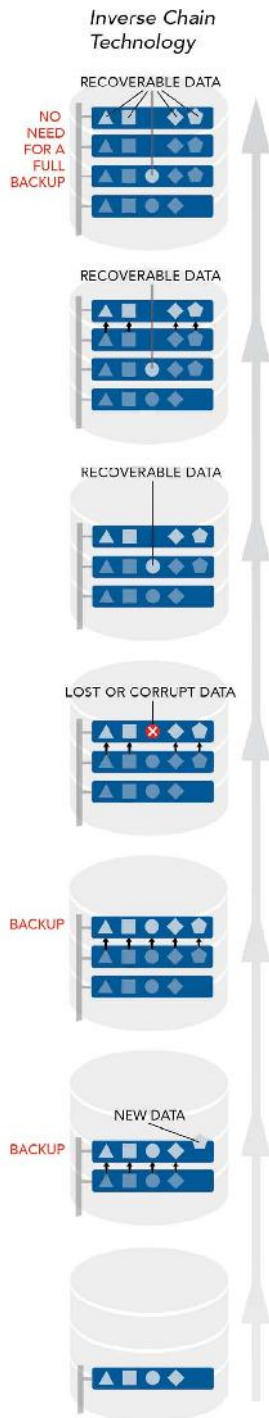 Inverse Chain
Technology
RECOVERABLE DATA
NO
NEED
FOR A
FULL
BACKUP
RECOVERABLE DATA
RECOVERABLE DATA
LOST OR CORRUPT DATA
BACKUP
NEW DATA
BACKUP